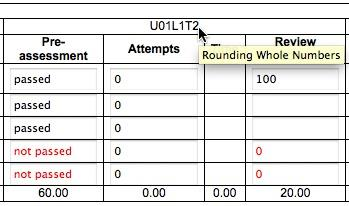 U01L1T2
Pre-
assessment Attempts Review
Rounding Whole Numbers
passed 0 100
passed 0
passed 0
not passed 0 0
not passed 0 0
60.00 0.00 0.00 20.00